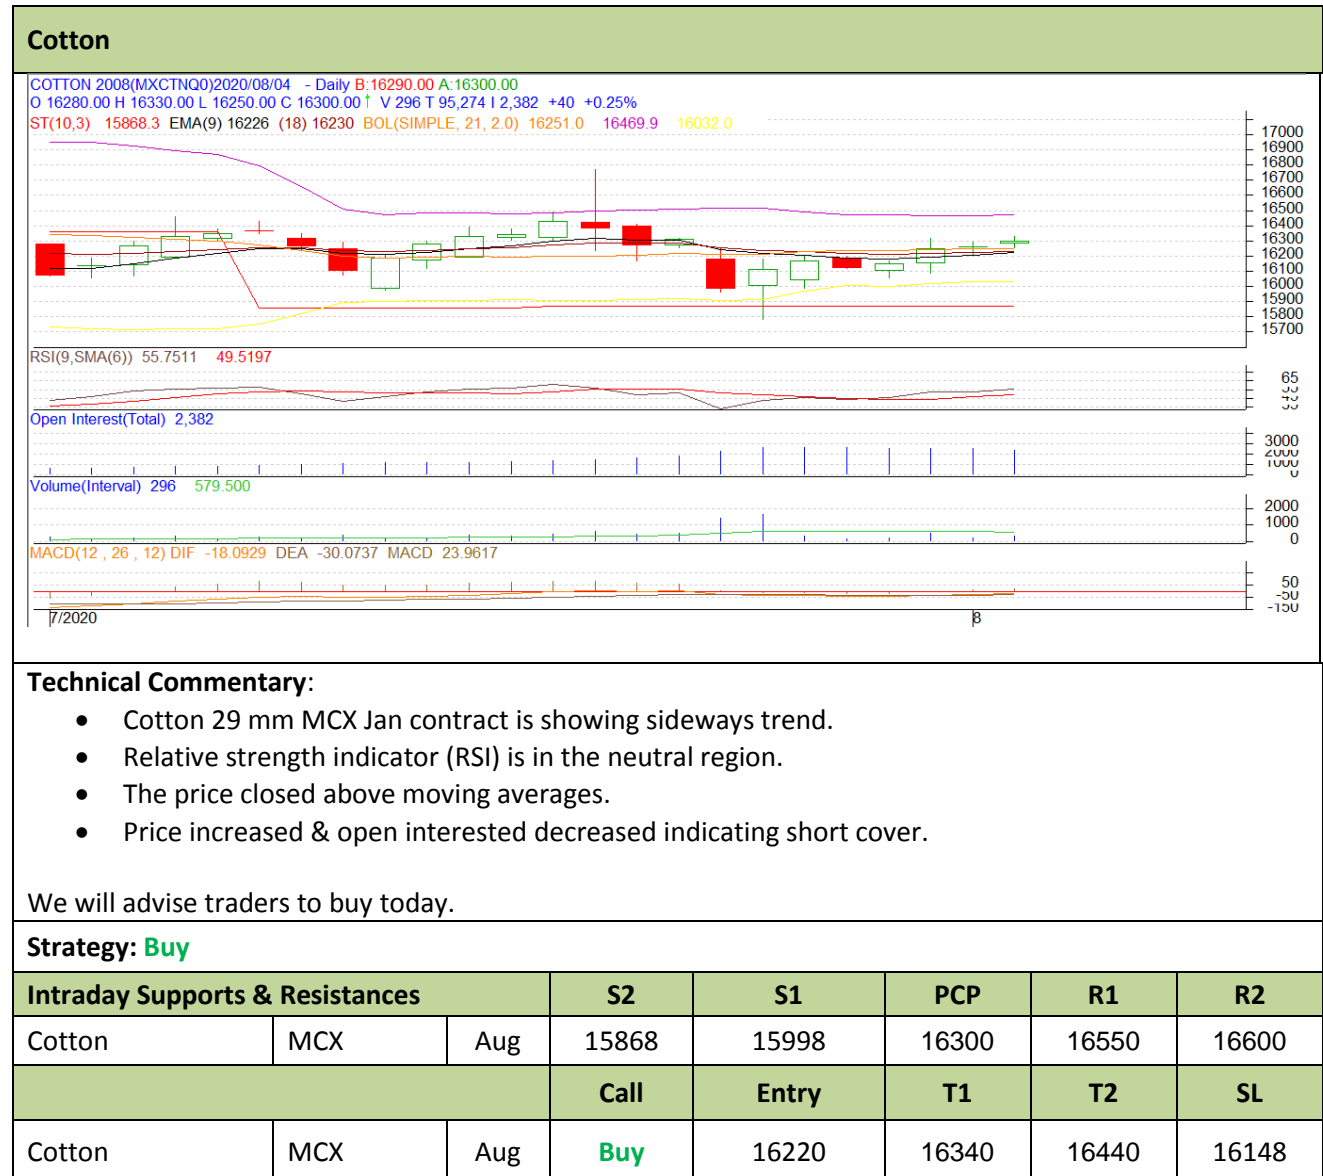 Cotton
COTTON 2008(MXCTNQ0)2020/08/04 - Daily B:16290.00 A:16300.00
O 16280.00 H 16330.00 L 16250.00 C 16300.00↑ V 296 T 95,274 I 2,382 +40 +0.25%
ST(10,3) 15868.3 EMA(9) 16226 (18) 16230 BOL(SIMPLE, 21, 2.0) 16251.0 16469.9 16032.0
17000
16900
16800
16700
16600
16500
16400
16300
16200
16100
16000
15900
15800
15700
RSI(9,SMA(6)) 55.7511 49.5197
65
Open Interest(Total) 2,382
3000
2000
1000
0
Volume(Interval) 296 579.500
2000
1000
0
MACD(12 , 26 , 12) DIF -18.0929 DEA -30.0737 MACD 23.9617
50
-50
-150
7/2020 8
Technical Commentary:
• Cotton 29 mm MCX Jan contract is showing sideways trend.
• Relative strength indicator (RSI) is in the neutral region.
• The price closed above moving averages.
• Price increased & open interested decreased indicating short cover.
We will advise traders to buy today.
Strategy: Buy
Intraday Supports & Resistances S2 S1 PCP R1 R2
Cotton MCX Aug 15868 15998 16300 16550 16600
Call Entry T1 T2 SL
Cotton MCX Aug Buy 16220 16340 16440 16148